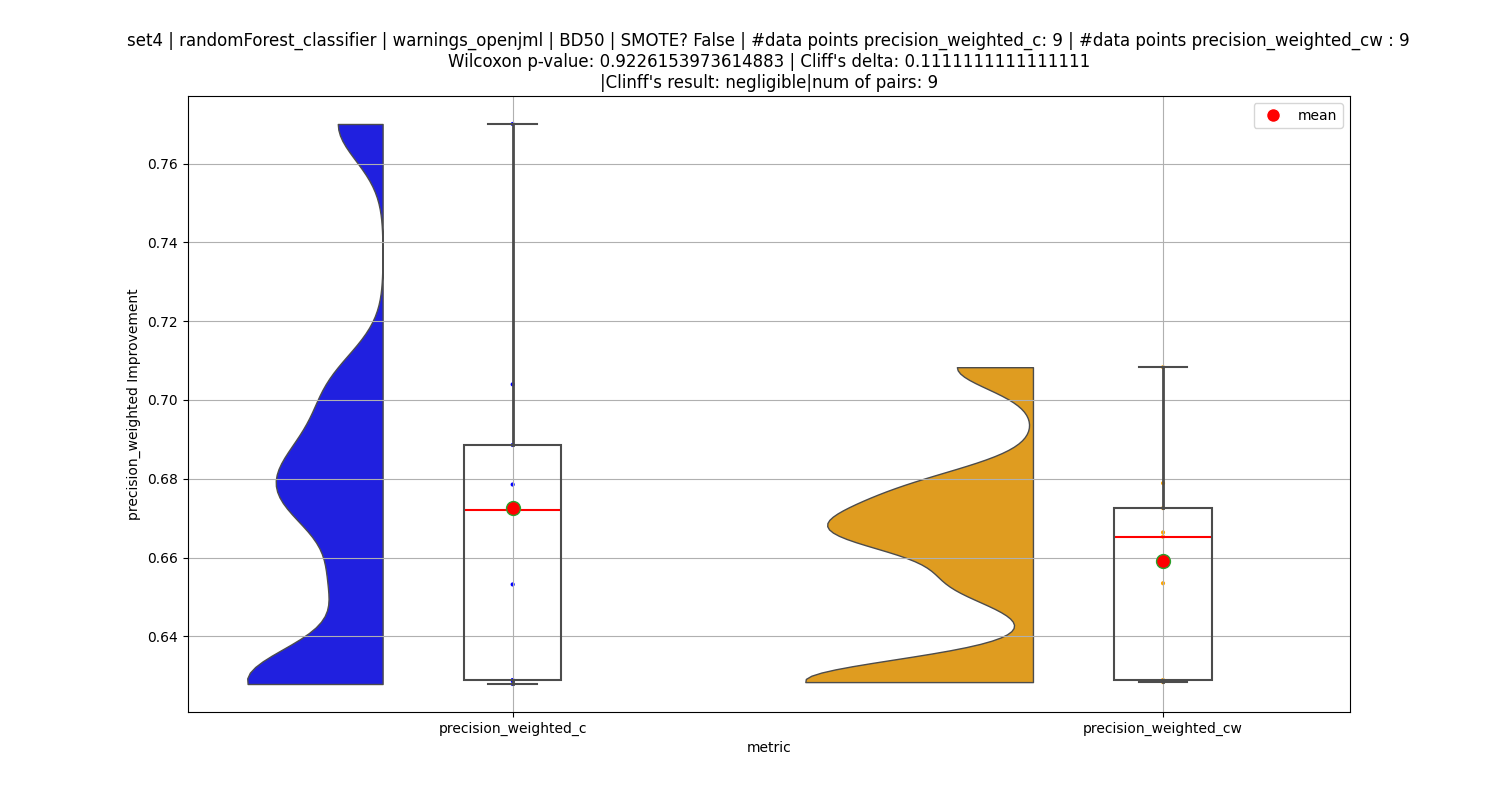 set4 | randomForest_classifier | warnings_openjml | BD50 | SMOTE? False | #data points precision_weighted_c: 9 | #data points precision_weighted_cw : 9
Wilcoxon p-value: 0.9226153973614883 | Cliff's delta: 0.1111111111111111
|Clinff's result: negligible|num of pairs: 9
mean
0.76
0.74
0.72
0.70
0.68
0.66
0.64
precision_weighted Improvement
precision_weighted_c
precision_weighted_cw
metric